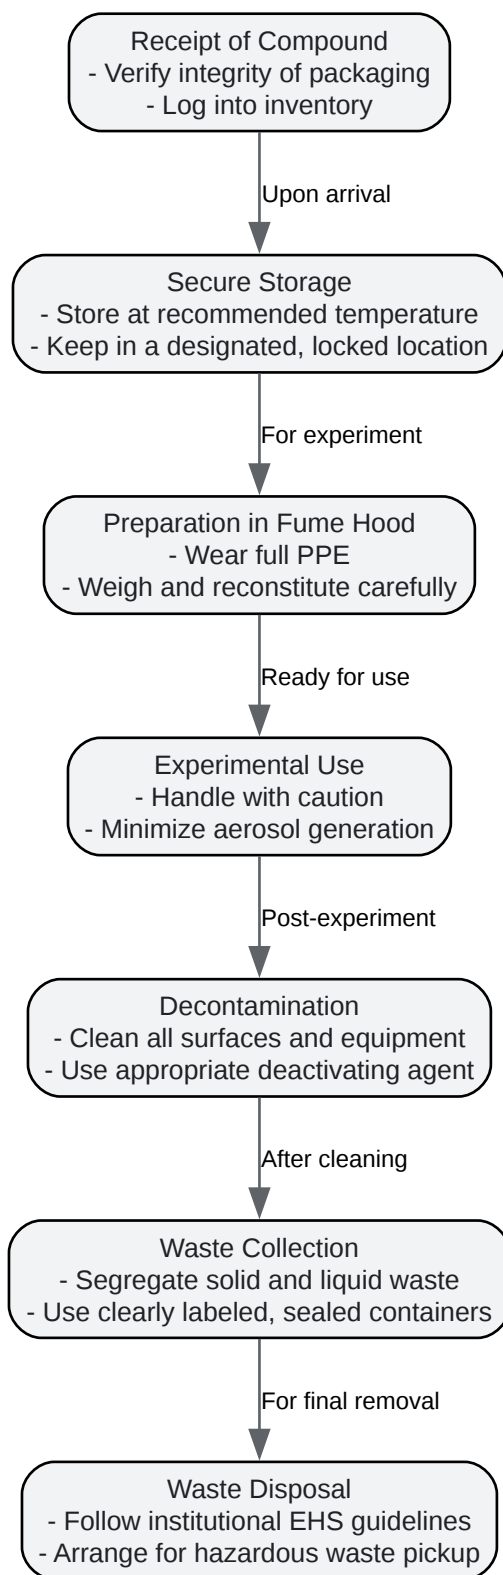 Receipt of Compound
- Verify integrity of packaging
- Log into inventory
Upon arrival
Secure Storage
- Store at recommended temperature
- Keep in a designated, locked location
For experiment
Preparation in Fume Hood
- Wear full PPE
- Weigh and reconstitute carefully
Ready for use
Experimental Use
- Handle with caution
- Minimize aerosol generation
Post-experiment
Decontamination
- Clean all surfaces and equipment
- Use appropriate deactivating agent
After cleaning
Waste Collection
- Segregate solid and liquid waste
- Use clearly labeled, sealed containers
For final removal
Waste Disposal
- Follow institutional EHS guidelines
- Arrange for hazardous waste pickup